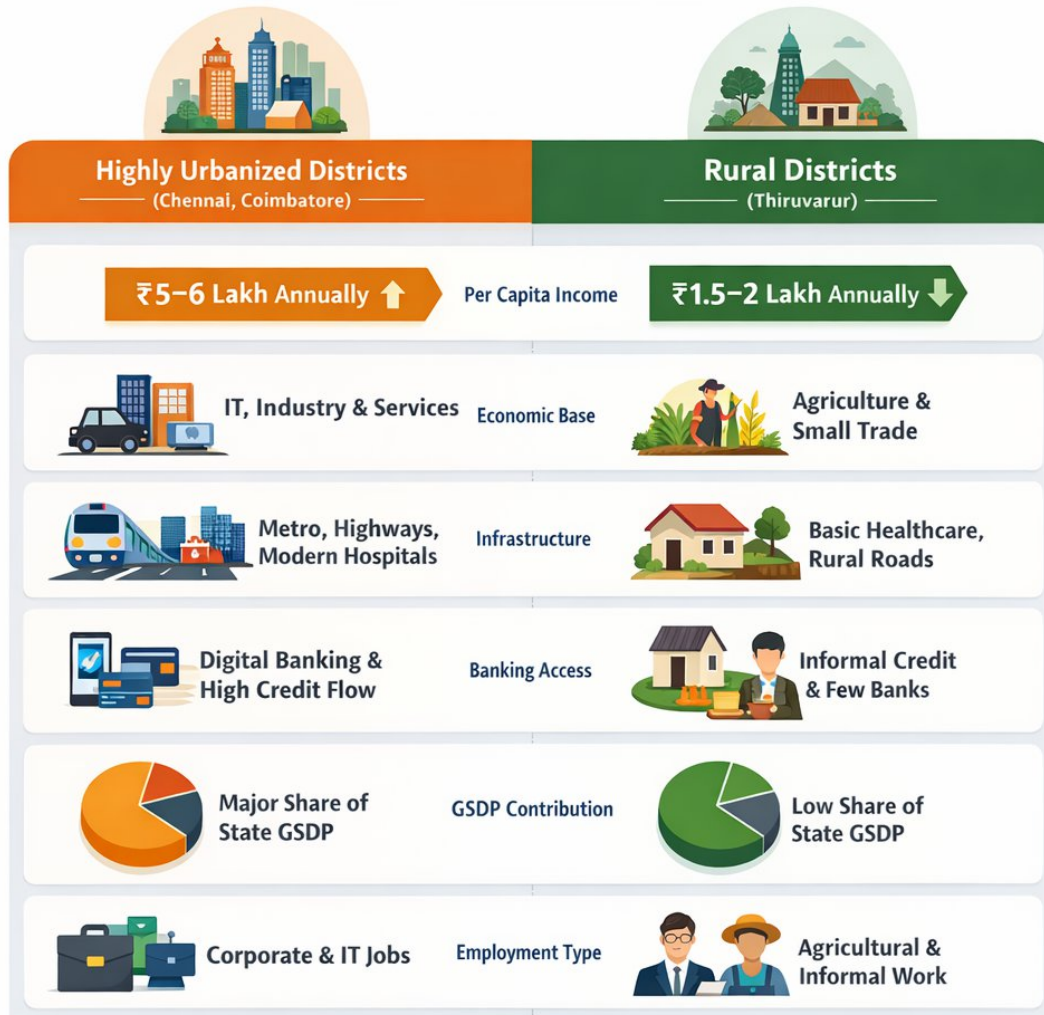 Highly Urbanized Districts
(Chennai, Coimbatore)
Rural Districts
(Thiruvarur)
₹5–6 Lakh Annually
Per Capita Income
₹1.5–2 Lakh Annually
IT, Industry & Services
Economic Base
Agriculture &
Small Trade
Metro, Highways,
Modern Hospitals
Infrastructure
Basic Healthcare,
Rural Roads
Digital Banking &
High Credit Flow
Banking Access
Informal Credit
& Few Banks
Major Share of
State GSDP
GSDP Contribution
Low Share of
State GSDP
Corporate & IT Jobs
Employment Type
Agricultural &
Informal Work